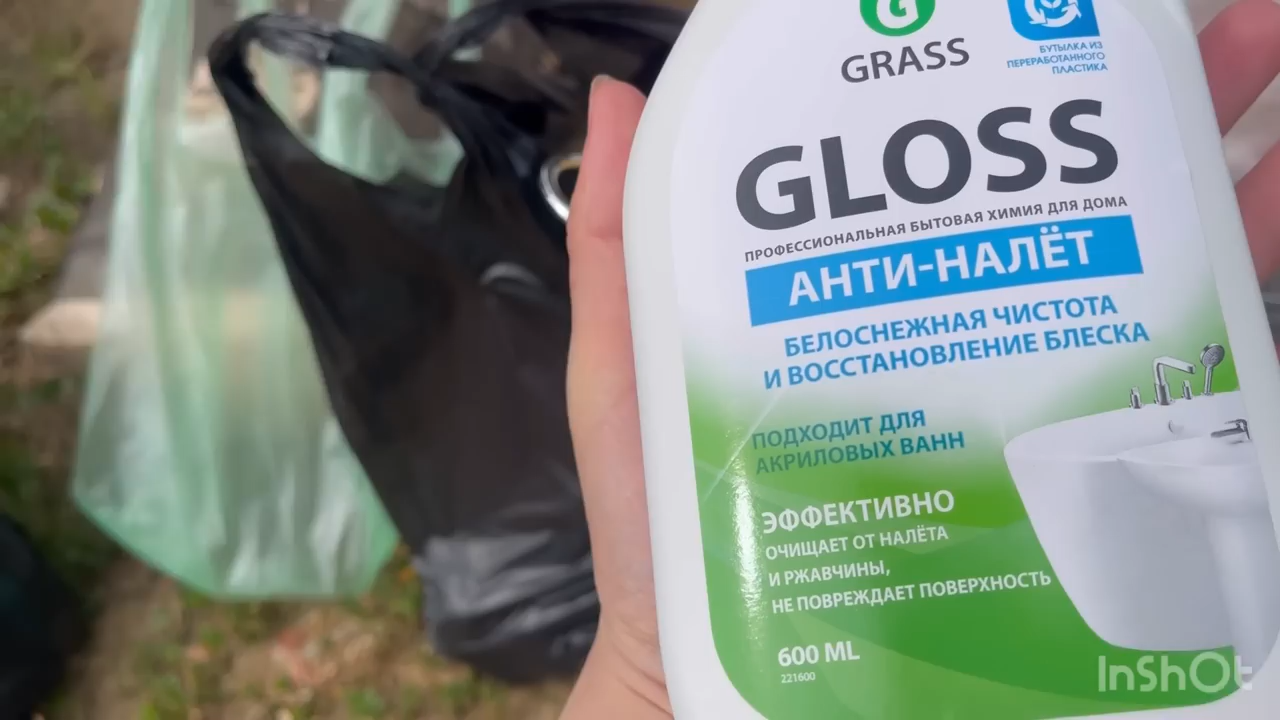 G
GRASS
БУТЫЛКА ИЗ
ПЕРЕРАБОТАННОГО
ПЛАСТИКА
GLOSS
ПРОФЕССИОНАЛЬНАЯ БЫТОВАЯ ХИМИЯ ДЛЯ ДОМА
АНТИ-НАЛЁТ
БЕЛОСНЕЖНАЯ ЧИСТОТА
И ВОССТАНОВЛЕНИЕ БЛЕСКА
ПОДХОДИТ ДЛЯ
АКРИЛОВЫХ ВАНН
ЭФФЕКТИВНО
ОЧИЩАЕТ ОТ НАЛЁТА
И РЖАВЧИНЫ,
НЕ ПОВРЕЖДАЕТ ПОВЕРХНОСТЬ
600 ML
221600
InShOt